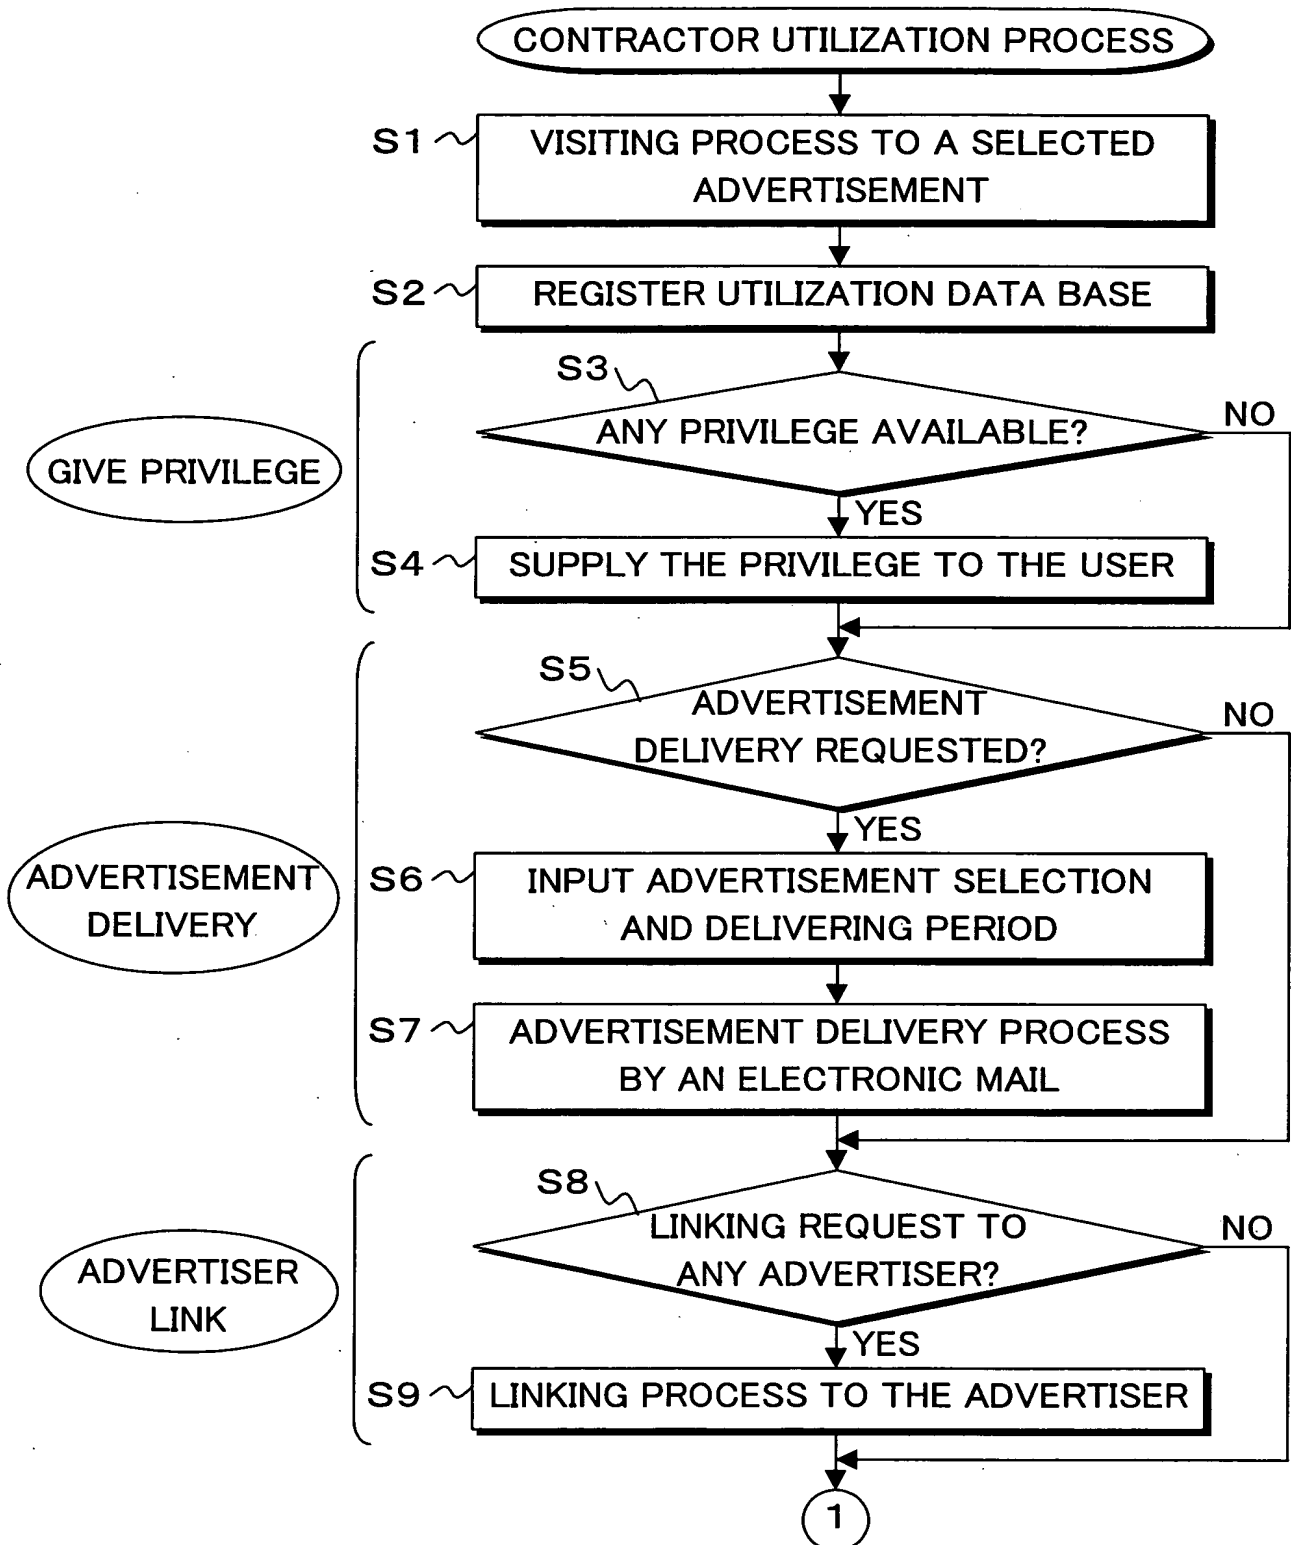 CONTRACTOR UTILIZATION PROCESS
S1
VISITING PROCESS TO A SELECTED
ADVERTISEMENT
S2
REGISTER UTILIZATION DATA BASE
GIVE PRIVILEGE
S3
ANY PRIVILEGE AVAILABLE?
NO
YES
S4
SUPPLY THE PRIVILEGE TO THE USER
ADVERTISEMENT
DELIVERY
S5
ADVERTISEMENT
DELIVERY REQUESTED?
NO
YES
S6
INPUT ADVERTISEMENT SELECTION
AND DELIVERING PERIOD
S7
ADVERTISEMENT DELIVERY PROCESS
BY AN ELECTRONIC MAIL
ADVERTISER
LINK
S8
LINKING REQUEST TO
ANY ADVERTISER?
NO
YES
S9
LINKING PROCESS TO THE ADVERTISER
1